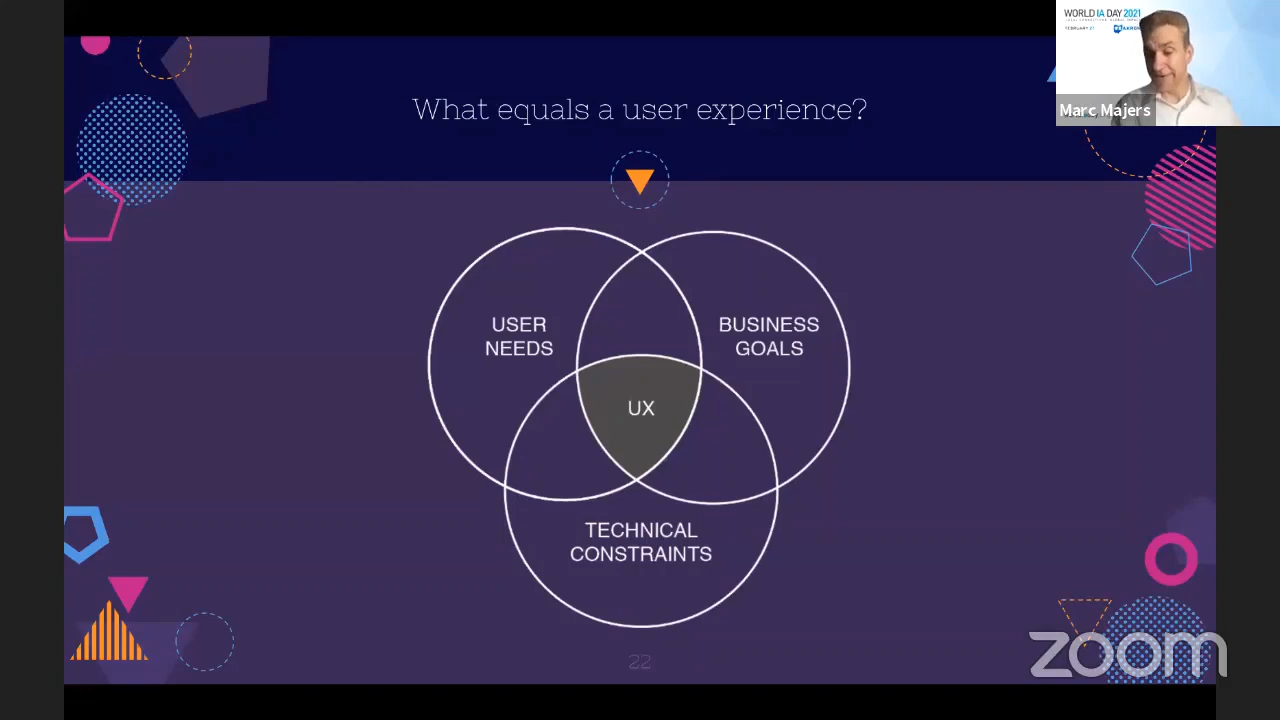 What equals a user experience?
USER
NEEDS
BUSINESS
GOALS
UX
TECHNICAL
CONSTRAINTS
22
WORLD IA DAY 2021
Marc Majers
zoom